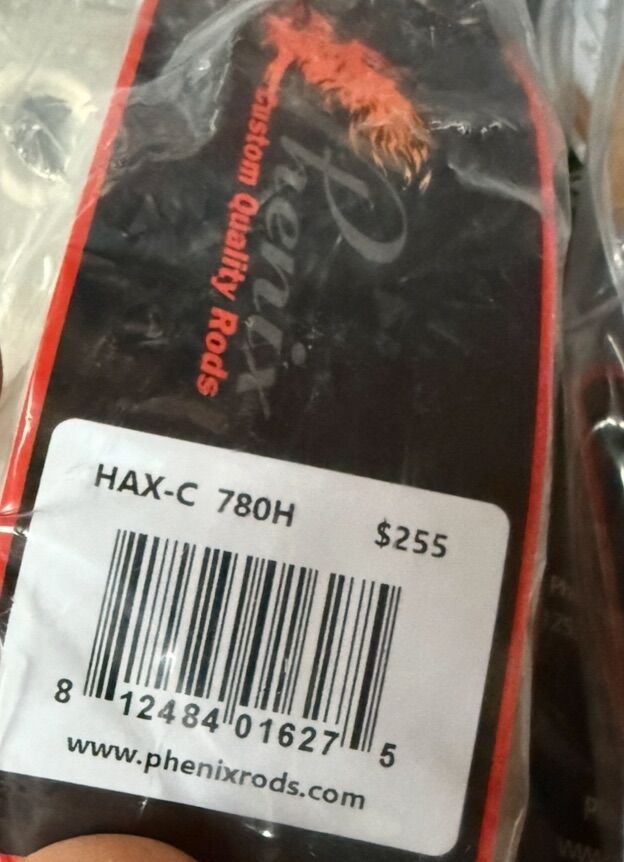 Phenix
Custom Quality Rods
HAX-C 780H
$255
8 12484 01627 5
www.phenixrods.com